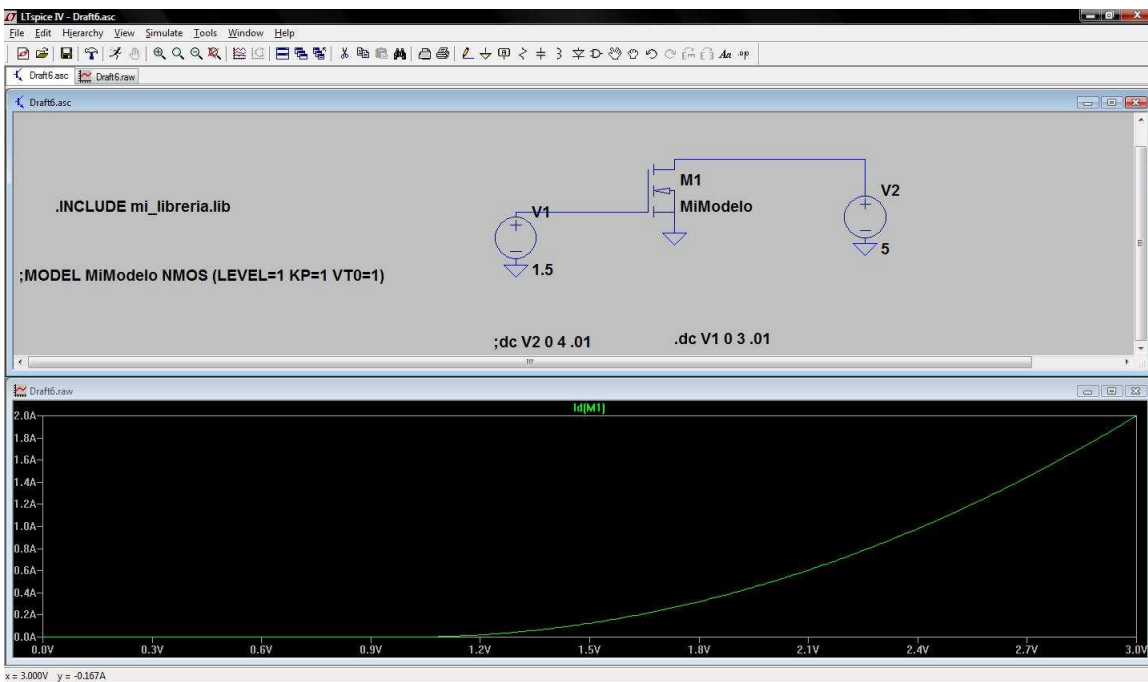 LTspice IV - Draft6.asc
File Edit Hierarchy View Simulate Tools Window Help
Aa .op
Draft6.asc Draft6.raw
Draft6.asc
.INCLUDE mi_libreria.lib
;MODEL MiModelo NMOS (LEVEL=1 KP=1 VT0=1)
V1
1.5
M1
MiModelo
V2
5
;dc V2 0 4 .01
.dc V1 0 3 .01
Draft6.raw
Id(M1)
2.0A
1.8A
1.6A
1.4A
1.2A
1.0A
0.8A
0.6A
0.4A
0.2A
0.0A
0.0V 0.3V 0.6V 0.9V 1.2V 1.5V 1.8V 2.1V 2.4V 2.7V 3.0V
x = 3.000V y = -0.167A